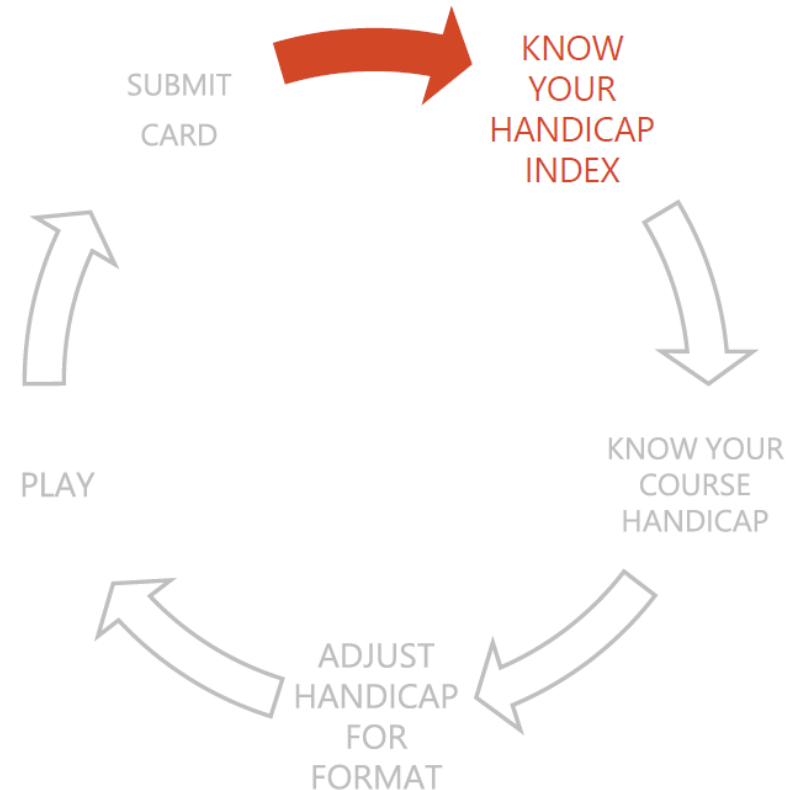 SUBMIT
CARD
KNOW
YOUR
HANDICAP
INDEX
KNOW YOUR
COURSE
HANDICAP
ADJUST
HANDICAP
FOR
FORMAT
PLAY